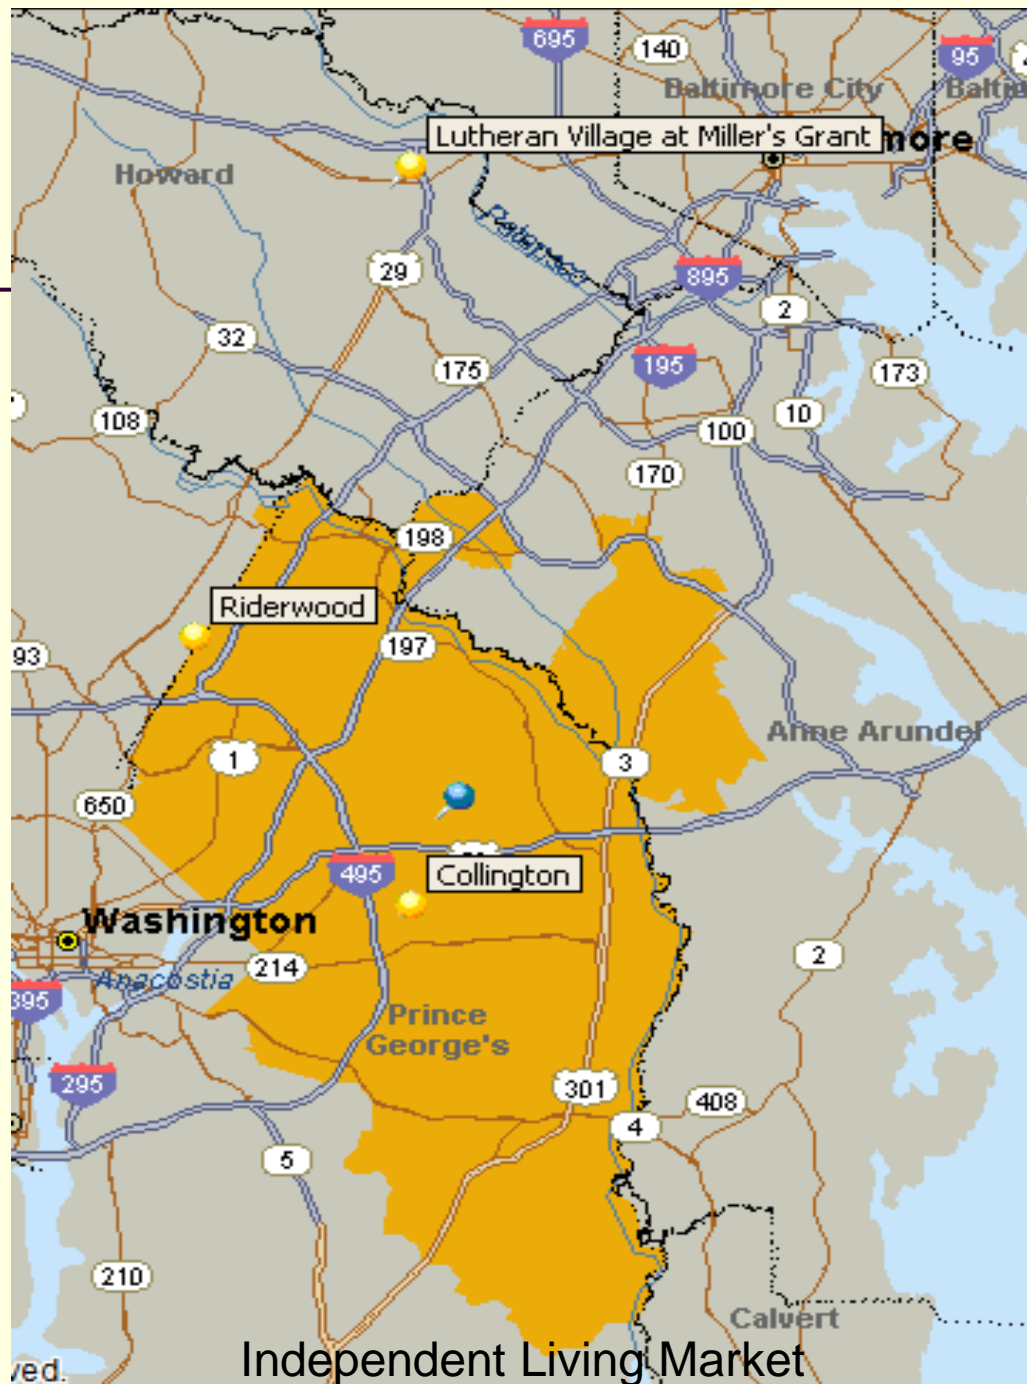 695
140
95
Baltimore City
Lutheran Village at Miller's Grant
more
Howard
Patapsco
29
895
2
32
175
195
173
108
10
100
170
198
Riderwood
197
93
Anne Arundel
1
3
650
495
Collington
Washington
2
214
Anacostia
395
Prince
George's
295
301
408
4
5
210
Calvert
Independent Living Market
ved.